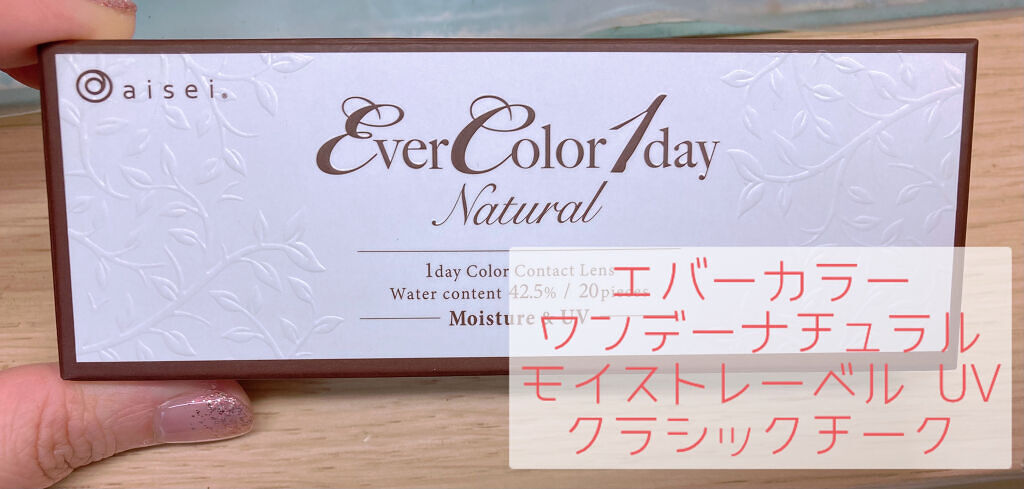 aisei®
EverColor1day
Natural
1day Color Contact Lens
Water content 42.5% / 20pieces
Moisture & UV
エバーカラー
ワンデーナチュラル
モイストレーベル UV
クラシックチーク